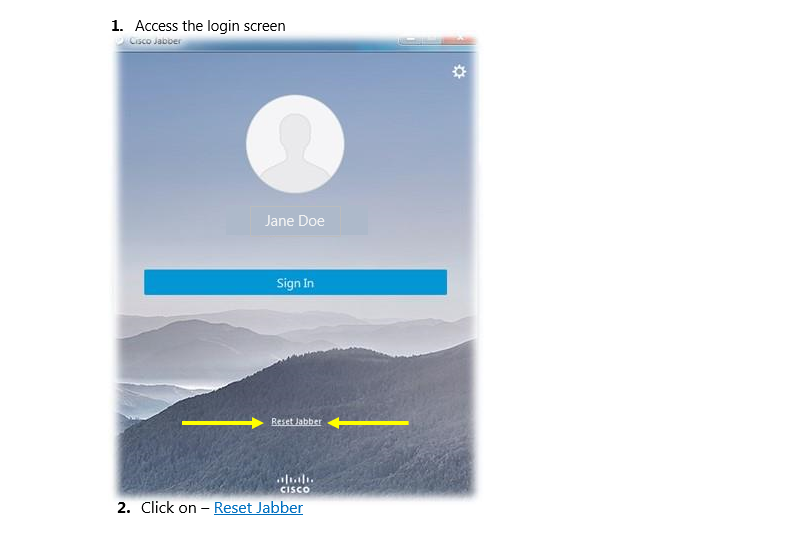 1. Access the login screen
Cisco Jabber
Jane Doe
Sign In
Reset Jabber
CISCO
2. Click on – Reset Jabber